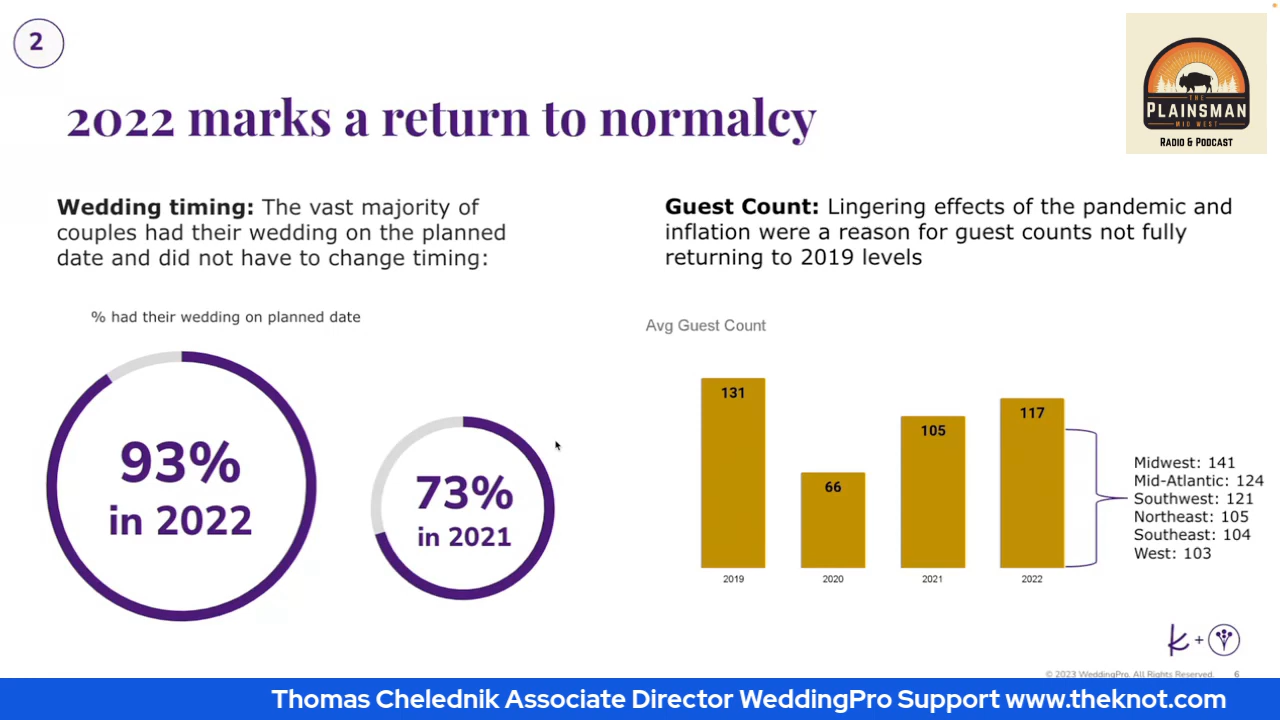 2
2022 marks a return to normalcy
THE
PLAINSMAN
MID WEST
RADIO & PODCAST
Wedding timing: The vast majority of
couples had their wedding on the planned
date and did not have to change timing:
% had their wedding on planned date
93%
in 2022
73%
in 2021
Guest Count: Lingering effects of the pandemic and
inflation were a reason for guest counts not fully
returning to 2019 levels
Avg Guest Count
131
66
105
117
2019
2020
2021
2022
Midwest: 141
Mid-Atlantic: 124
Southwest: 121
Northeast: 105
Southeast: 104
West: 103
k +
© 2023 WeddingPro. All Rights Reserved. 6
Thomas Chelednik Associate Director WeddingPro Support www.theknot.com